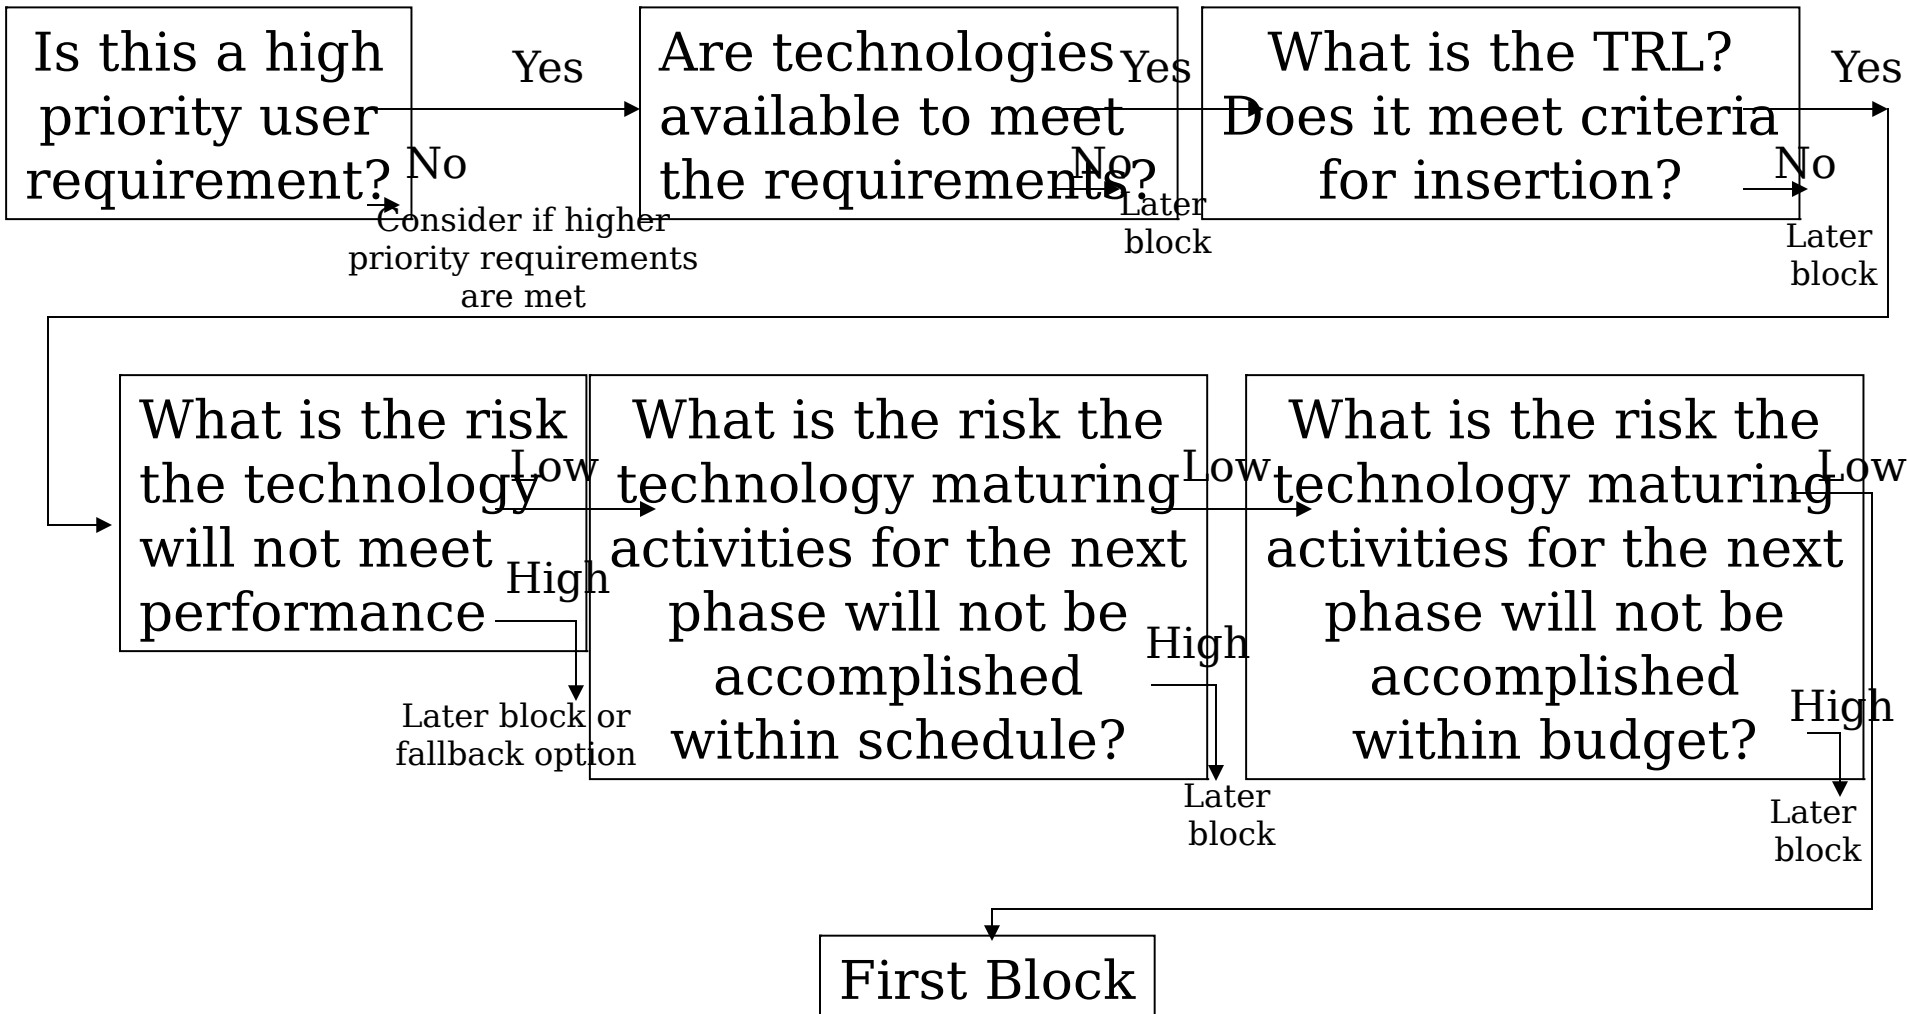 Is this a high
priority user
requirement?
Yes
No
Consider if higher
priority requirements
are met
Are technologies
available to meet
the requirements?
Yes
No
Later
block
What is the TRL?
Does it meet criteria
for insertion?
Yes
No
Later
block
What is the risk
the technology
will not meet
performance
Low
High
Later block or
fallback option
What is the risk the
technology maturing
activities for the next
phase will not be
accomplished
within schedule?
Low
High
Later
block
What is the risk the
technology maturing
activities for the next
phase will not be
accomplished
within budget?
Low
High
Later
block
First Block